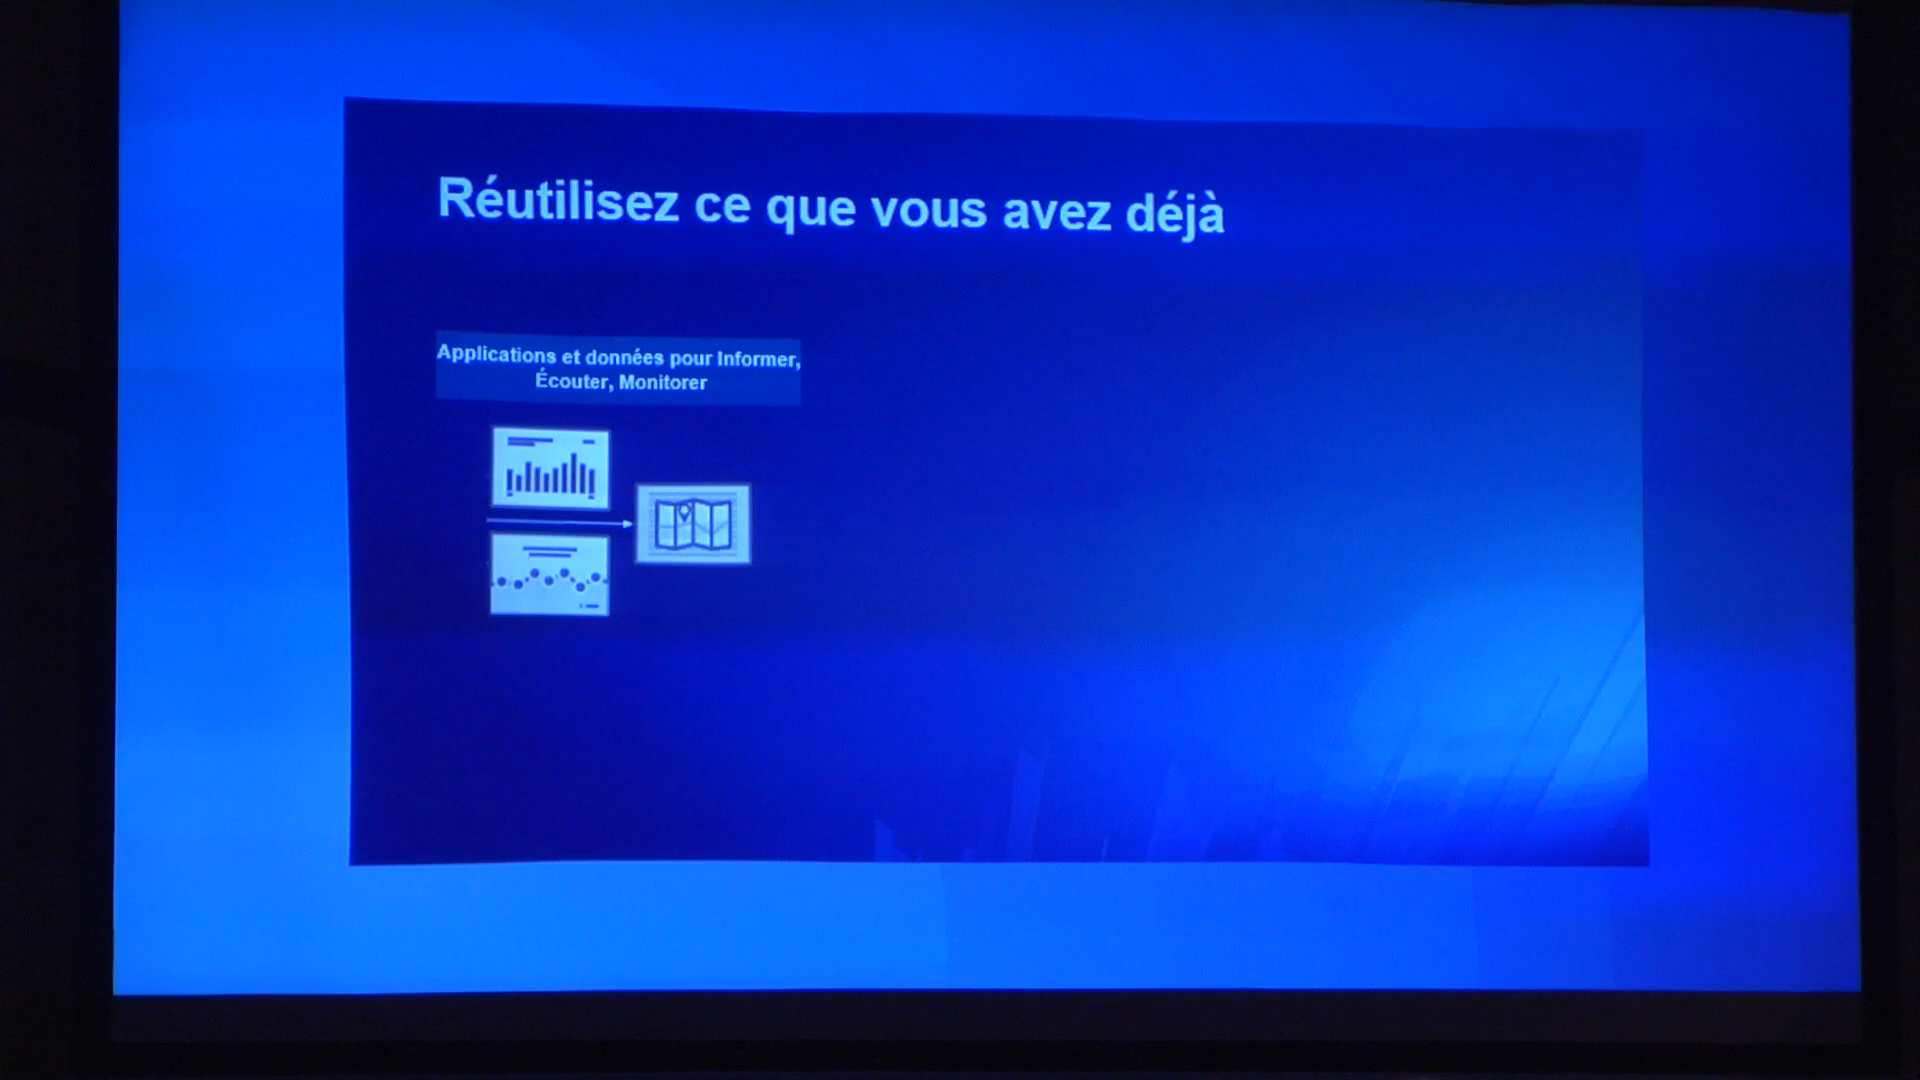 Réutilisez ce que vous avez déjà
Applications et données pour Informer,
Écouter, Monitorer